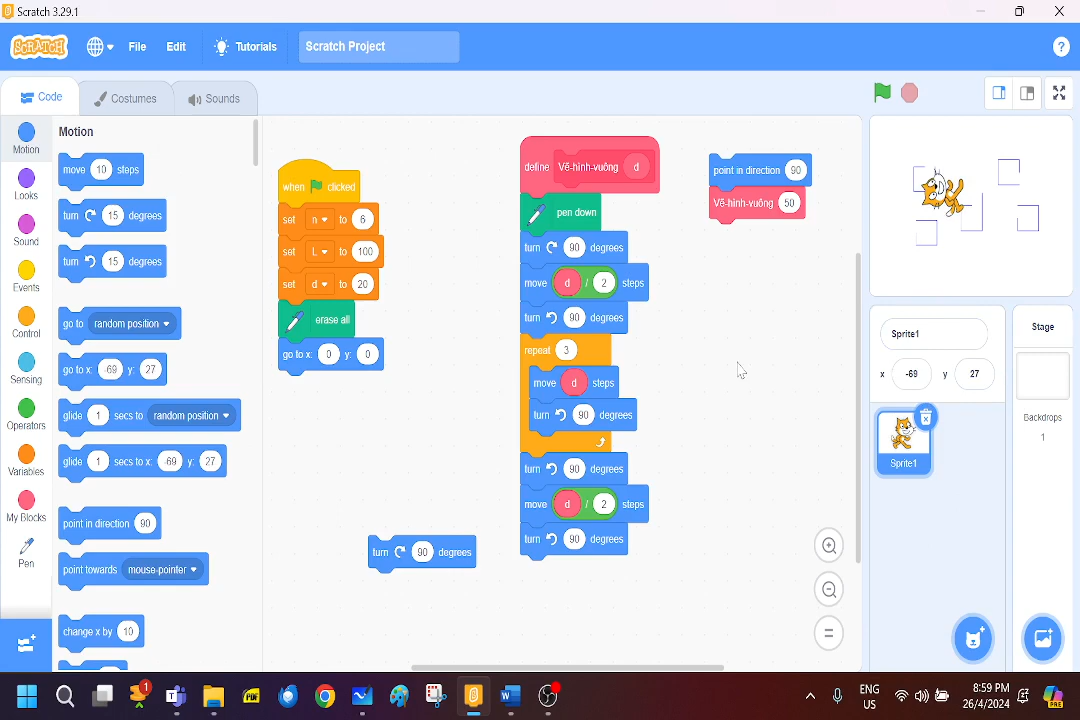 Scratch 3.29.1
SCRATCH
File
Edit
Tutorials
Scratch Project
?
Code
Costumes
Sounds
Motion
Motion
Looks
Sound
Events
Control
Sensing
Operators
Variables
My Blocks
Pen
move 10 steps
turn 15 degrees
turn 15 degrees
go to random position
go to x: -69 y: 27
glide 1 secs to random position
glide 1 secs to x: -69 y: 27
point in direction 90
point towards mouse-pointer
change x by 10
when clicked
set n to 6
set L to 100
set d to 20
erase all
go to x: 0 y: 0
turn 90 degrees
define Vẽ-hình-vuông d
pen down
turn 90 degrees
move d / 2 steps
turn 90 degrees
repeat 3
move d steps
turn 90 degrees
turn 90 degrees
move d / 2 steps
turn 90 degrees
point in direction 90
Vẽ-hình-vuông 50
Sprite1
x -69 y 27
Sprite1
Stage
Backdrops
1
1
PDF
ENG
US
8:59 PM
26/4/2024
PRE